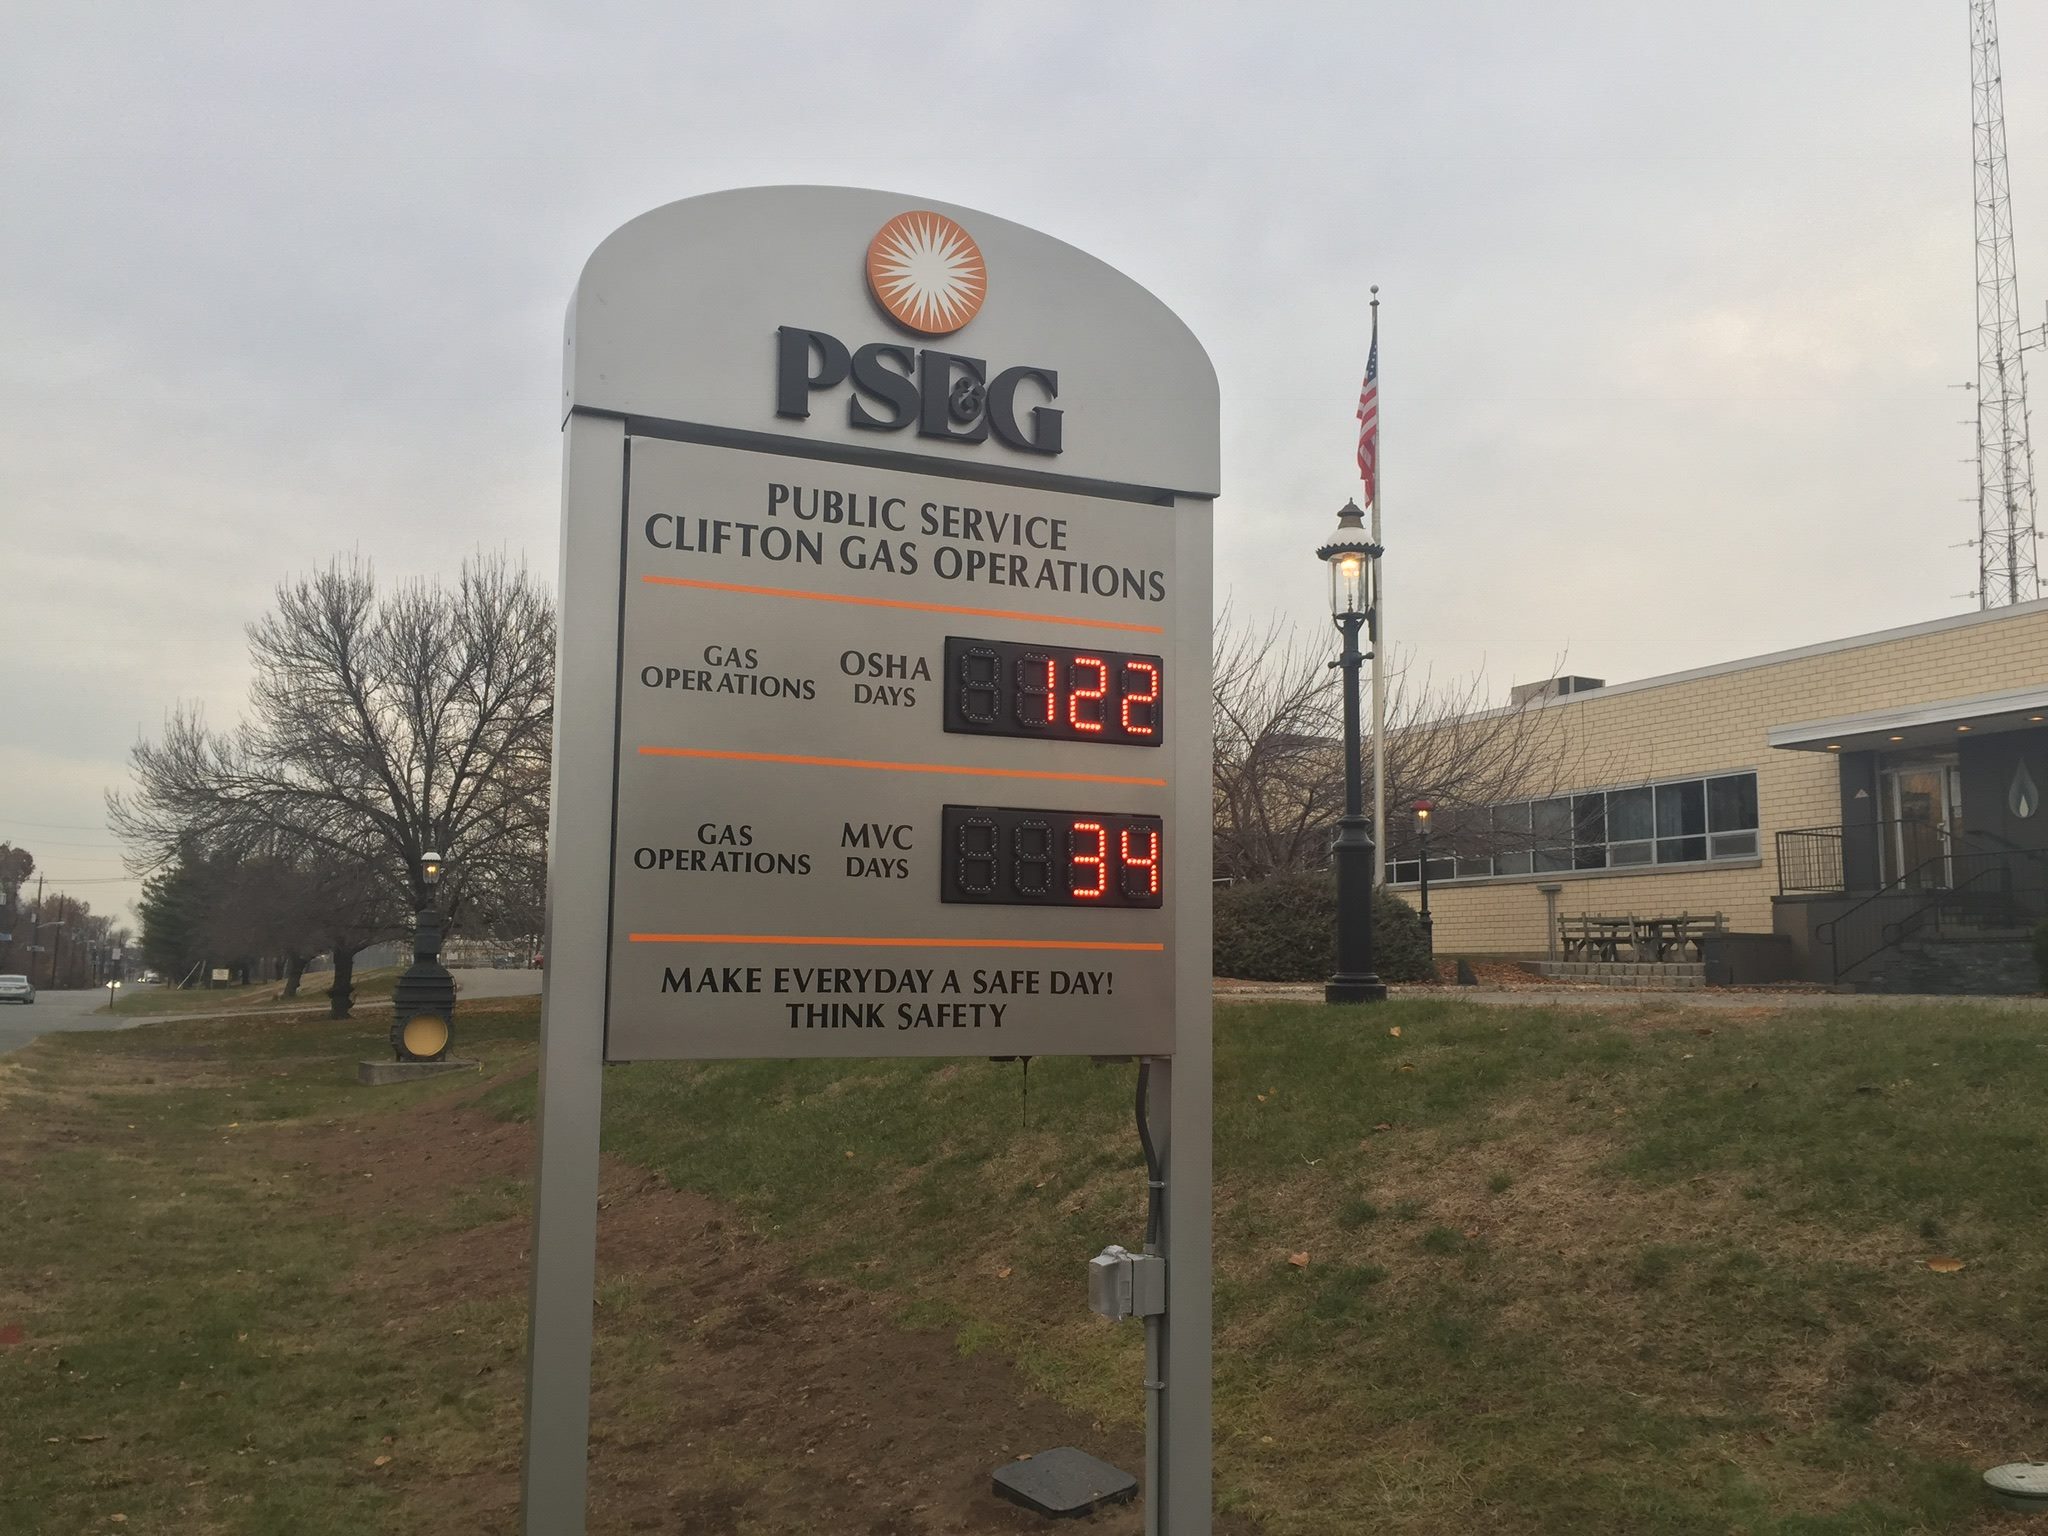 PSE&G
PUBLIC SERVICE
CLIFTON GAS OPERATIONS
GAS
OPERATIONS
OSHA
DAYS
122
GAS
OPERATIONS
MVC
DAYS
34
MAKE EVERYDAY A SAFE DAY!
THINK SAFETY